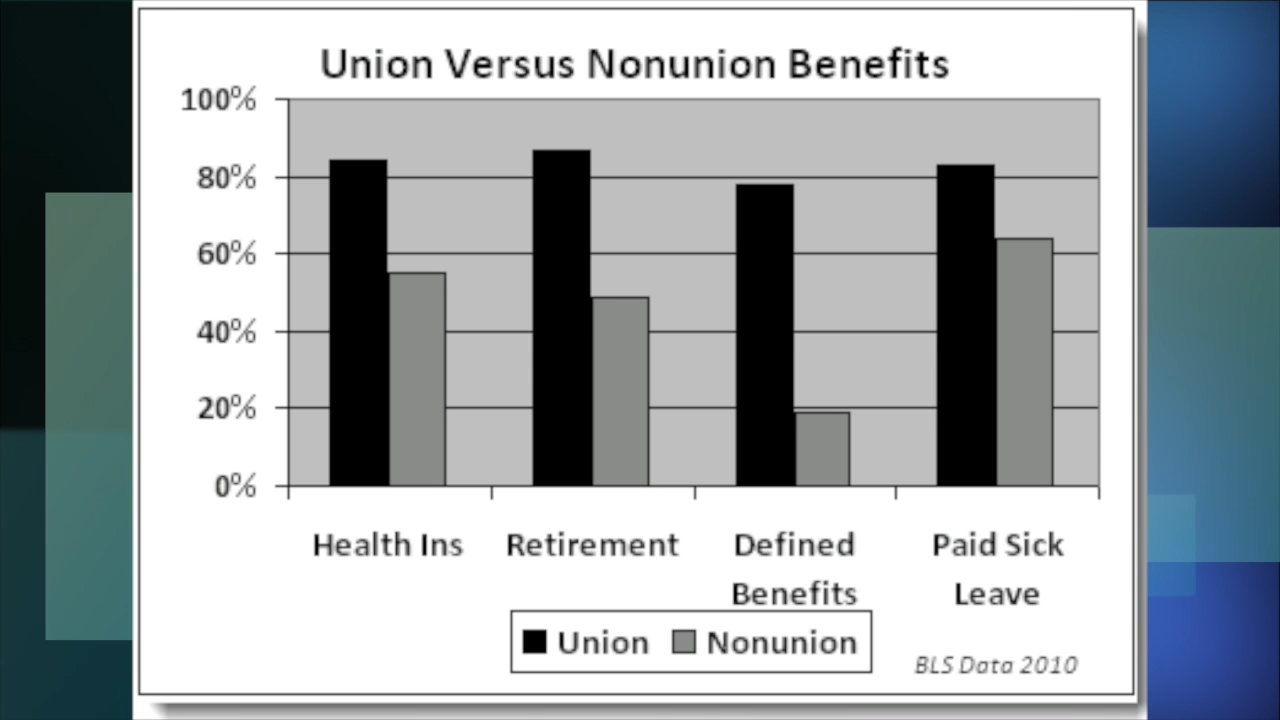 Union Versus Nonunion Benefits
100%
80%
60%
40%
20%
0%
Health Ins Retirement Defined Benefits Paid Sick Leave
Union Nonunion
BLS Data 2010